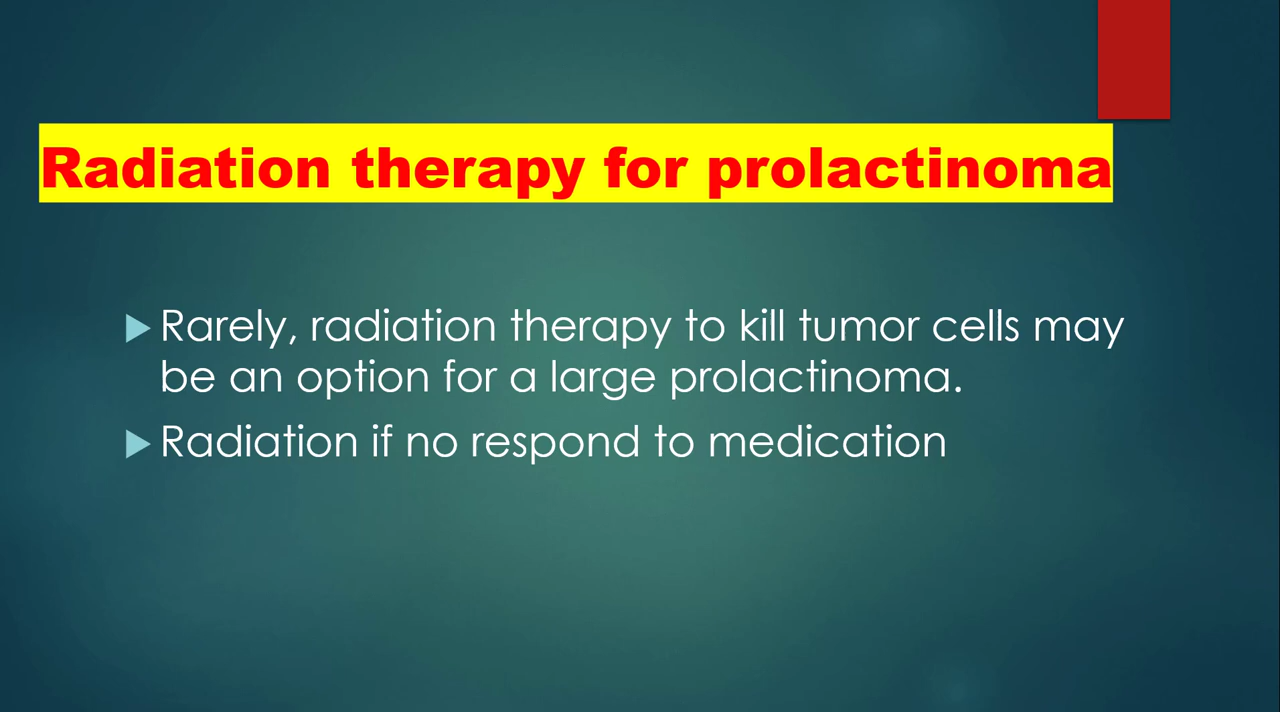 Radiation therapy for prolactinoma
Rarely, radiation therapy to kill tumor cells may
be an option for a large prolactinoma.
Radiation if no respond to medication